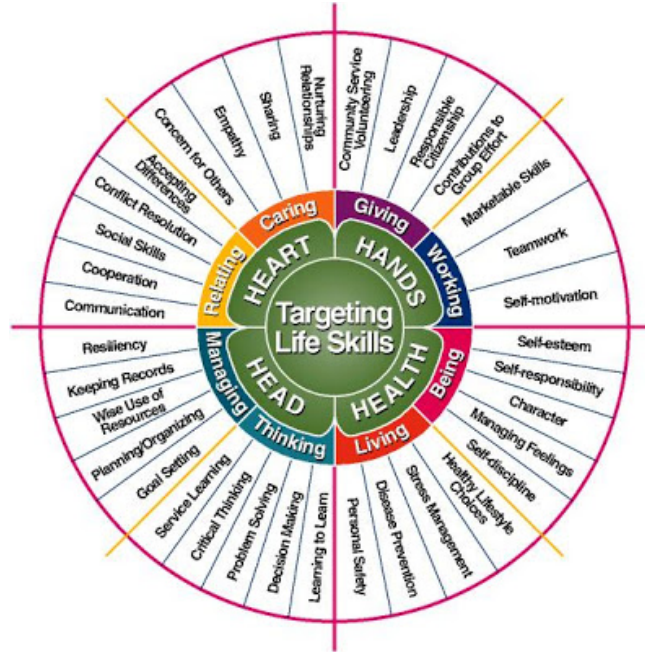 Targeting
Life Skills
HEART
HANDS
HEALTH
HEAD
Caring
Giving
Working
Being
Living
Thinking
Managing
Relating
Nurturing
Relationships
Sharing
Empathy
Concern for Others
Accepting
Differences
Conflict Resolution
Social Skills
Cooperation
Communication
Community Service
Volunteering
Leadership
Responsible
Citizenship
Contributions to
Group Effort
Marketable Skills
Teamwork
Self-motivation
Self-esteem
Self-responsibility
Character
Managing Feelings
Self-discipline
Healthy Lifestyle
Choices
Stress Management
Disease Prevention
Personal Safety
Learning to Learn
Decision Making
Problem Solving
Critical Thinking
Service Learning
Goal Setting
Planning/Organizing
Wise Use of
Resources
Keeping Records
Resiliency